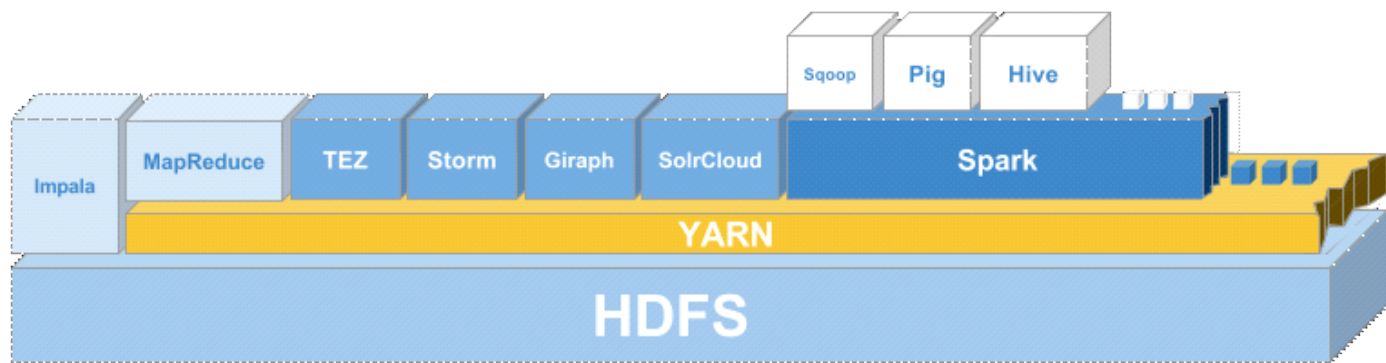 Sqoop
Pig
Hive
Impala
MapReduce
TEZ
Storm
Giraph
SolrCloud
Spark
YARN
HDFS